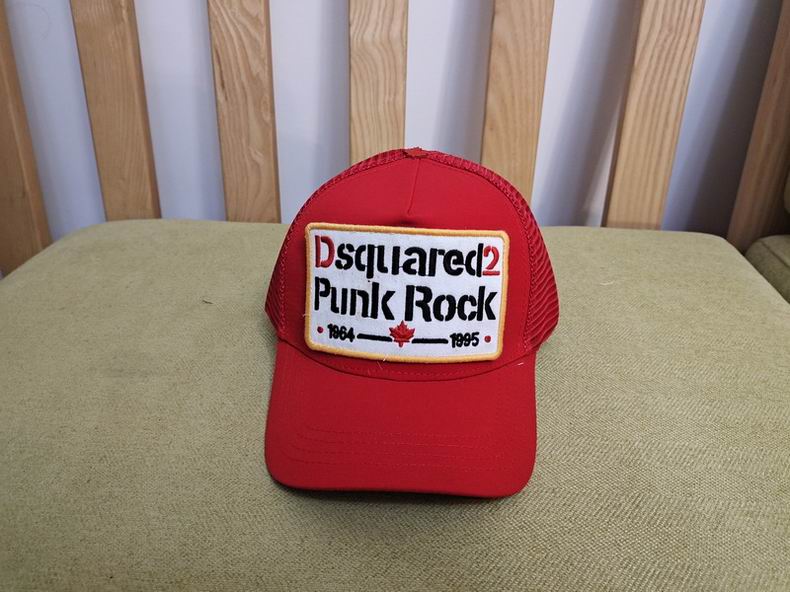 Dsquared2
Punk Rock
• 1964 — 1995 •